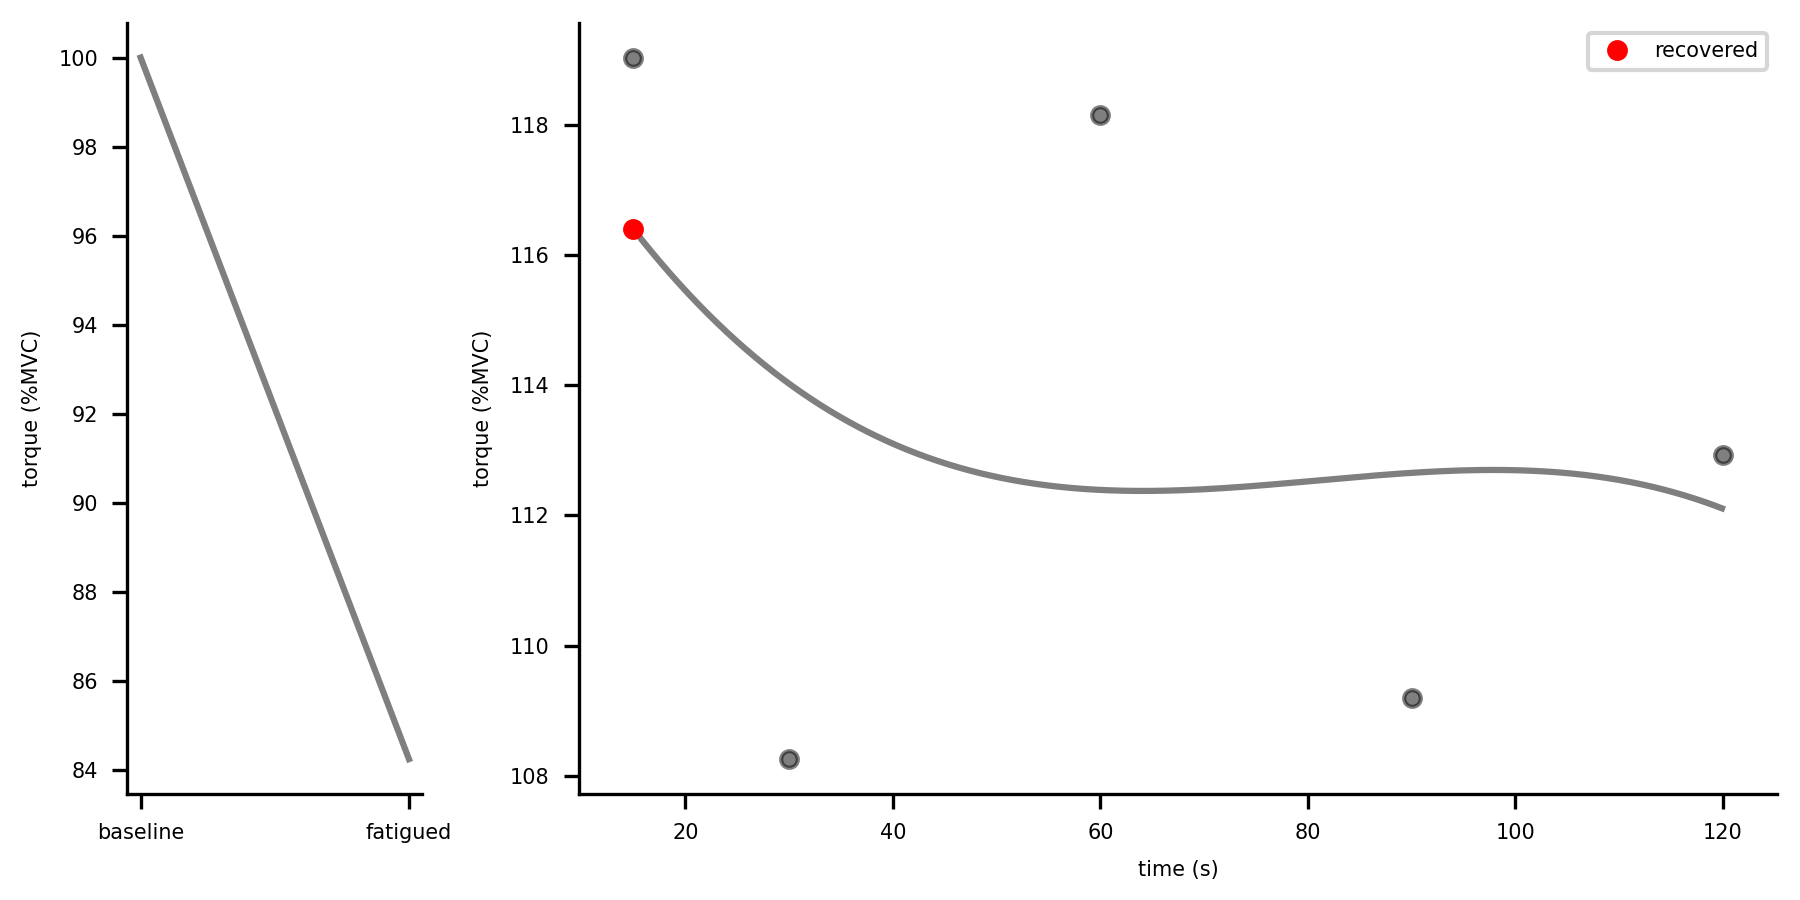 torque (%MVC)
100
98
96
94
92
90
88
86
84
baseline fatigued
torque (%MVC)
118
116
114
112
110
108
20 40 60 80 100 120
time (s)
recovered